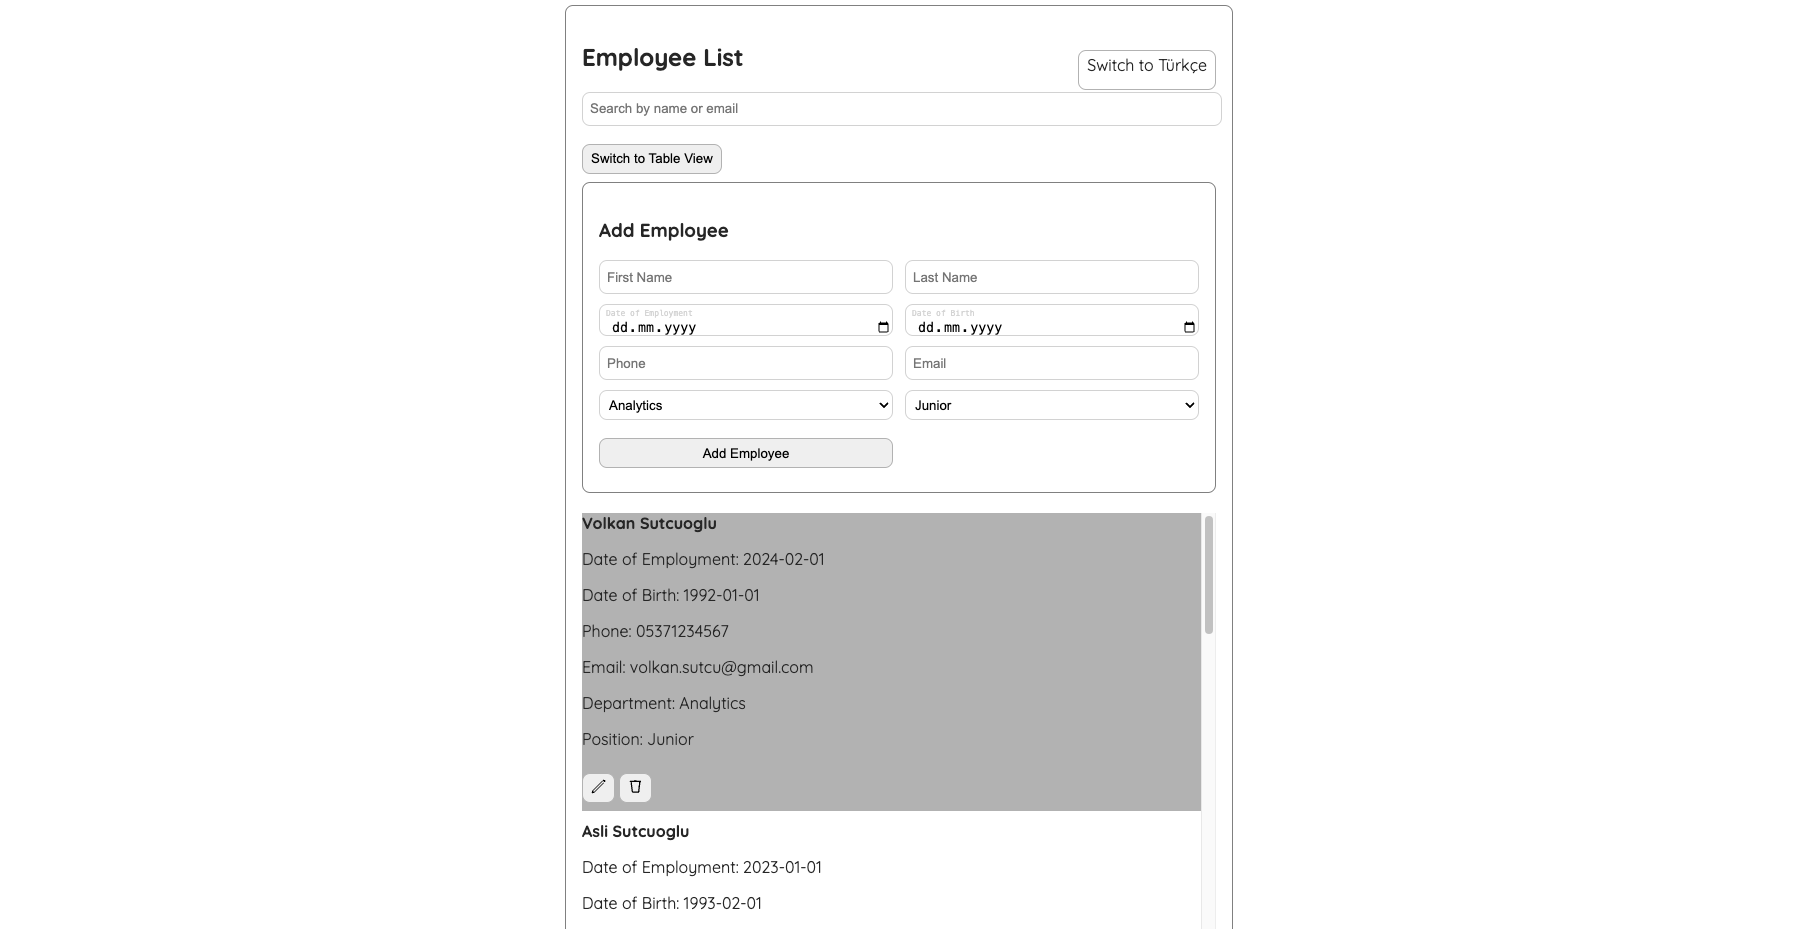 Employee List
Switch to Türkçe
Search by name or email
Switch to Table View
Add Employee
First Name
Last Name
Date of Employment
dd.mm.yyyy
Date of Birth
dd.mm.yyyy
Phone
Email
Analytics
Junior
Add Employee
Volkan Sutcuoglu
Date of Employment: 2024-02-01
Date of Birth: 1992-01-01
Phone: 05371234567
Email: volkan.sutcu@gmail.com
Department: Analytics
Position: Junior
Asli Sutcuoglu
Date of Employment: 2023-01-01
Date of Birth: 1993-02-01